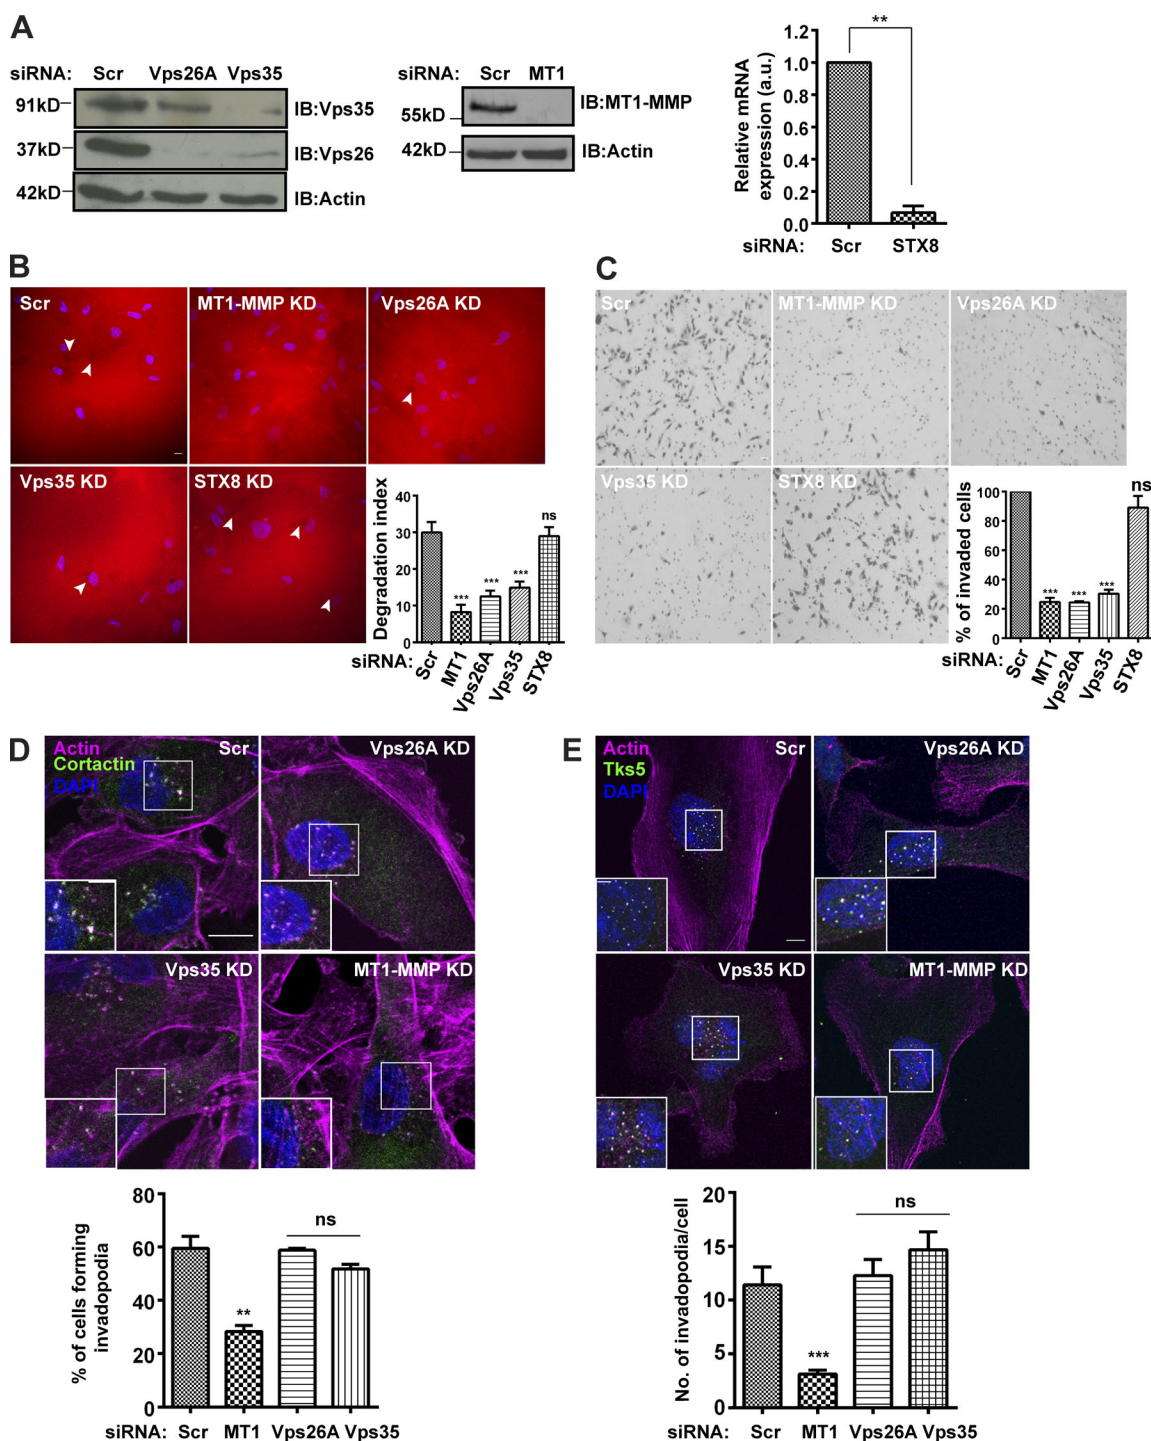 A
siRNA: Scr Vps26A Vps35
91kD
IB:Vps35
37kD
IB:Vps26
42kD
IB:Actin
siRNA: Scr MT1
IB:MT1-MMP
55kD
42kD
IB:Actin
Relative mRNA
expression (a.u.)
**
1.2
1.0
0.8
0.6
0.4
0.2
0.0
siRNA: Scr STX8
B
Scr
MT1-MMP KD
Vps26A KD
Vps35 KD
STX8 KD
Degradation index
40
30
20
10
0
*** *** *** ns
siRNA: Scr MT1 Vps26A Vps35 STX8
C
Scr
MT1-MMP KD
Vps26A KD
Vps35 KD
STX8 KD
% of invaded cells
100
80
60
40
20
0
*** *** *** ns
siRNA: Scr MT1 Vps26A Vps35 STX8
D
Actin
Cortactin
DAPI
Scr
Vps26A KD
Vps35 KD
MT1-MMP KD
% of cells forming
invadopodia
80
60
40
20
0
**
ns
siRNA: Scr MT1 Vps26A Vps35
E
Actin
Tks5
DAPI
Scr
Vps26A KD
Vps35 KD
MT1-MMP KD
No. of invadopodia/cell
20
15
10
5
0
***
ns
siRNA: Scr MT1 Vps26A Vps35